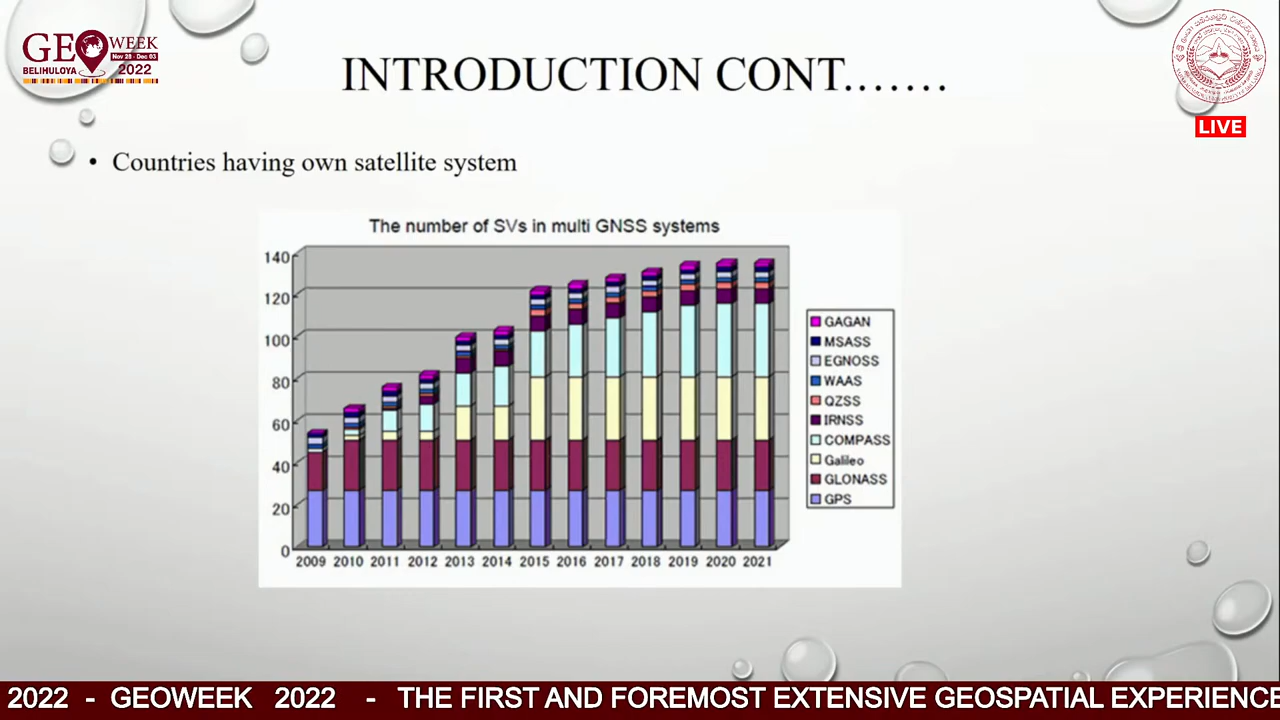 GEOWEEK
Nov 28 - Dec 03
BELIHULOYA 2022
INTRODUCTION CONT.……
LIVE
• Countries having own satellite system
The number of SVs in multi GNSS systems
140
120
100
80
60
40
20
0
2009 2010 2011 2012 2013 2014 2015 2016 2017 2018 2019 2020 2021
GAGAN
MSASS
EGNOSS
WAAS
QZSS
IRNSS
COMPASS
Galileo
GLONASS
GPS
2022 - GEOWEEK 2022 - THE FIRST AND FOREMOST EXTENSIVE GEOSPATIAL EXPERIENCE